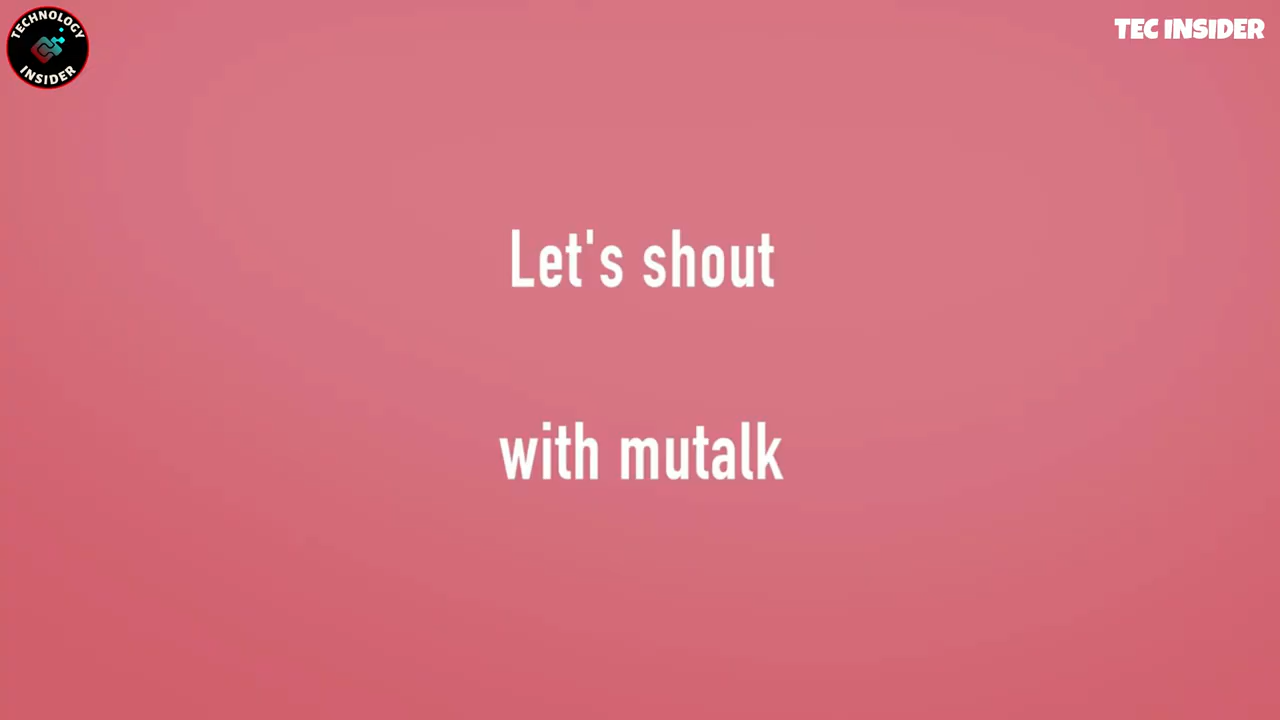 TECHNOLOGY
INSIDER
TEC INSIDER
Let's shout
with mutalk